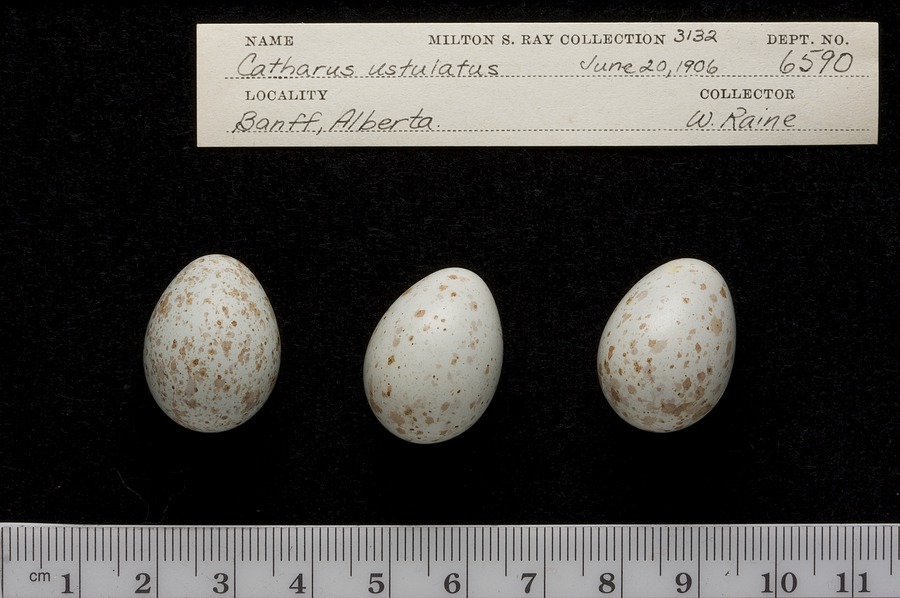 NAME MILTON S. RAY COLLECTION 3132 DEPT. NO.
Catharus ustulatus June 20, 1906 6590
LOCALITY COLLECTOR
Banff, Alberta. W. Raine
cm 1 2 3 4 5 6 7 8 9 10 11